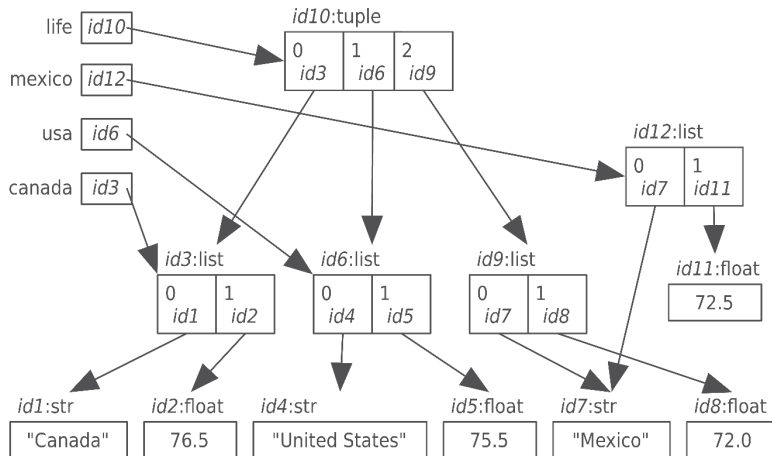 life id10
id10:tuple
0 1 2
id3 id6 id9
mexico id12
usa id6
canada id3
id12:list
0 1
id7 id11
id11:float
72.5
id3:list
0 1
id1 id2
id6:list
0 1
id4 id5
id9:list
0 1
id7 id8
id1:str
"Canada"
id2:float
76.5
id4:str
"United States"
id5:float
75.5
id7:str
"Mexico"
id8:float
72.0